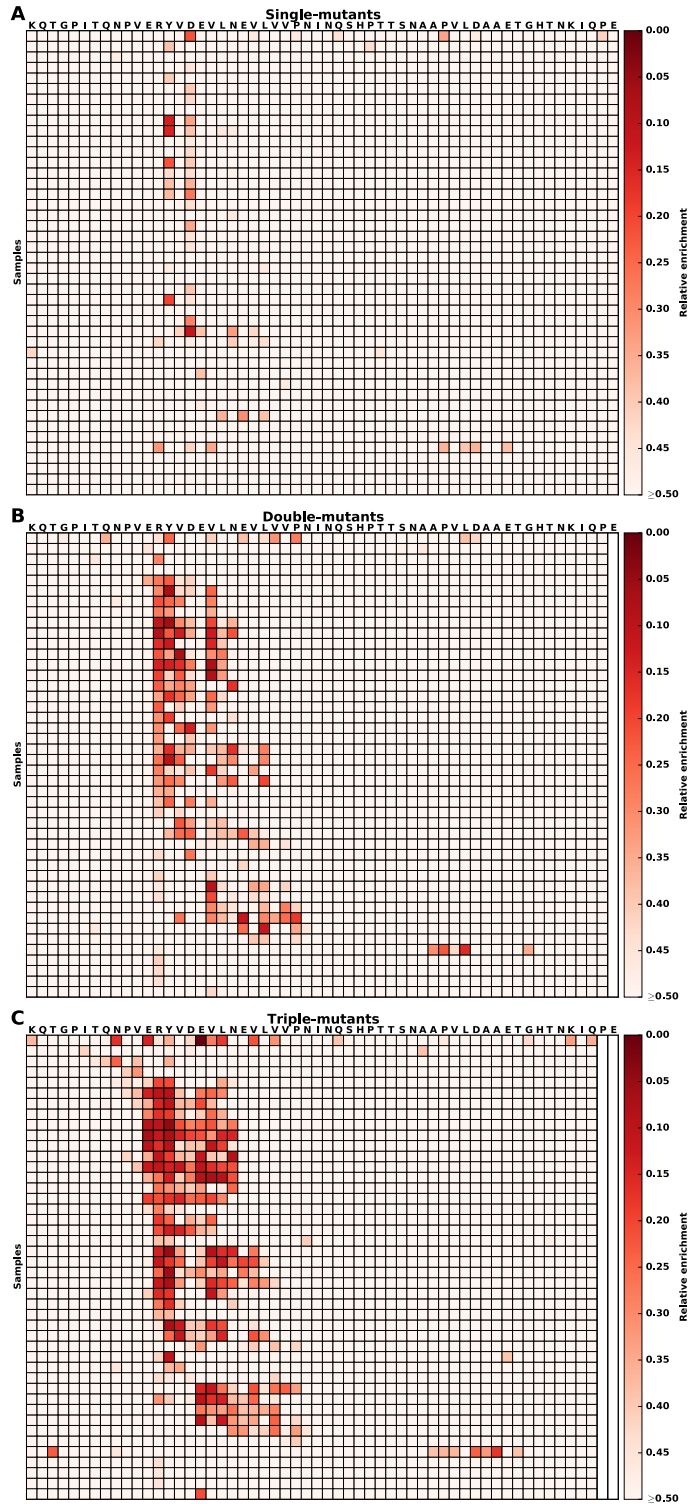 A
Single-mutants
K Q T G P I T Q N P V E R Y V D E V L N E V L V V P N I N Q S H P T T S N A A P V L D A A E T G H T N K I Q P E
Samples
0.00
0.05
0.10
0.15
0.20
0.25
0.30
0.35
0.40
0.45
≥0.50
Relative enrichment
B
Double-mutants
K Q T G P I T Q N P V E R Y V D E V L N E V L V V P N I N Q S H P T T S N A A P V L D A A E T G H T N K I Q P E
Samples
0.00
0.05
0.10
0.15
0.20
0.25
0.30
0.35
0.40
0.45
≥0.50
Relative enrichment
C
Triple-mutants
K Q T G P I T Q N P V E R Y V D E V L N E V L V V P N I N Q S H P T T S N A A P V L D A A E T G H T N K I Q P E
Samples
0.00
0.05
0.10
0.15
0.20
0.25
0.30
0.35
0.40
0.45
≥0.50
Relative enrichment